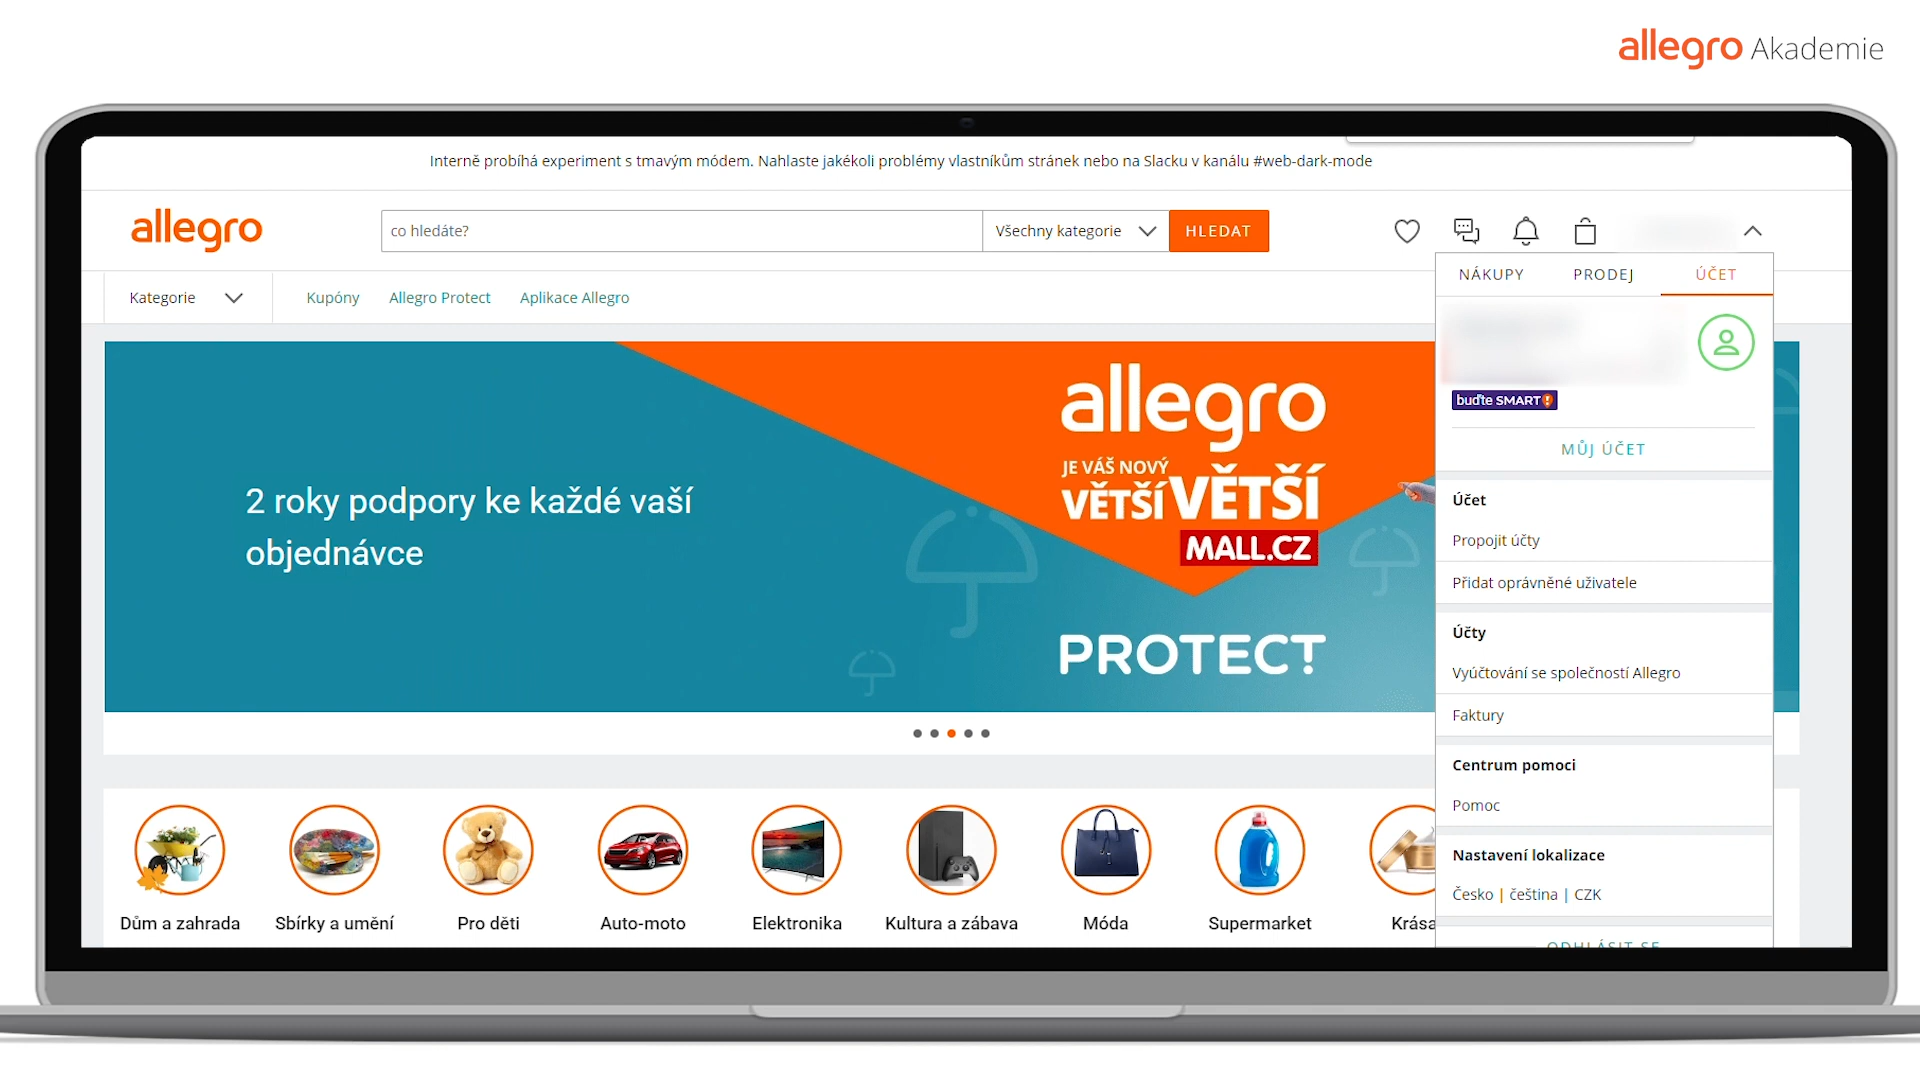 allegro Akademie
Interně probíhá experiment s tmavým módem. Nahlaste jakékoli problémy vlastníkům stránek nebo na Slacku v kanálu #web-dark-mode
allegro
co hledáte?
Všechny kategorie
HLEDAT
NÁKUPY
PRODEJ
ÚČET
Kategorie
Kupóny
Allegro Protect
Aplikace Allegro
buďte SMART!
MŮJ ÚČET
Účet
Propojit účty
Přidat oprávněné uživatele
Účty
Vyúčtování se společností Allegro
Faktury
Centrum pomoci
Pomoc
Nastavení lokalizace
Česko | čeština | CZK
ODHLÁSIT SE
2 roky podpory ke každé vaší
objednávce
allegro
JE VÁŠ NOVÝ
VĚTŠÍ VĚTŠÍ
MALL.CZ
PROTECT
Dům a zahrada
Sbírky a umění
Pro děti
Auto-moto
Elektronika
Kultura a zábava
Móda
Supermarket
Krása